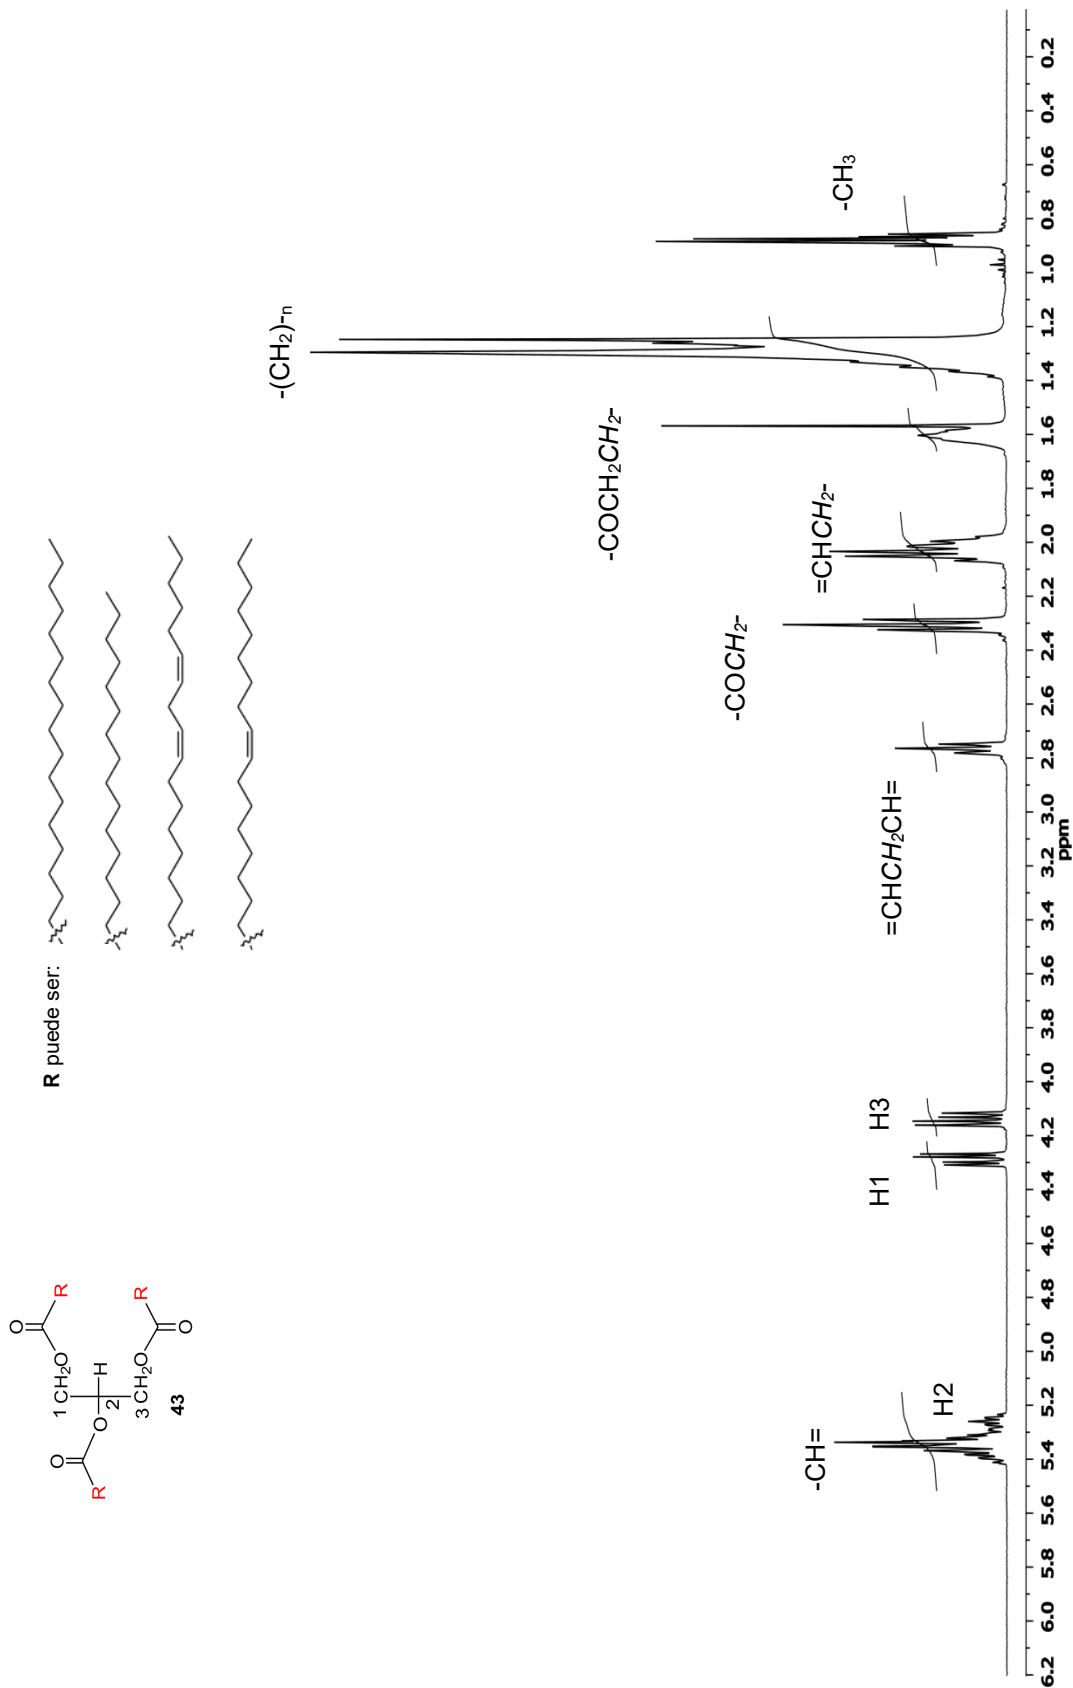 O
R
O
1
CH₂O
O
R
O
2
H
3
CH₂O
R
O
43
R puede ser:
-CH=
H2
H1
H3
=CHCH₂CH=
-COCH₂-
=CHCH₂-
-COCH₂CH₂-
-(CH₂)-n
-CH₃
6.2 6.0 5.8 5.6 5.4 5.2 5.0 4.8 4.6 4.4 4.2 4.0 3.8 3.6 3.4 3.2 3.0 2.8 2.6 2.4 2.2 2.0 1.8 1.6 1.4 1.2 1.0 0.8 0.6 0.4 0.2
ppm